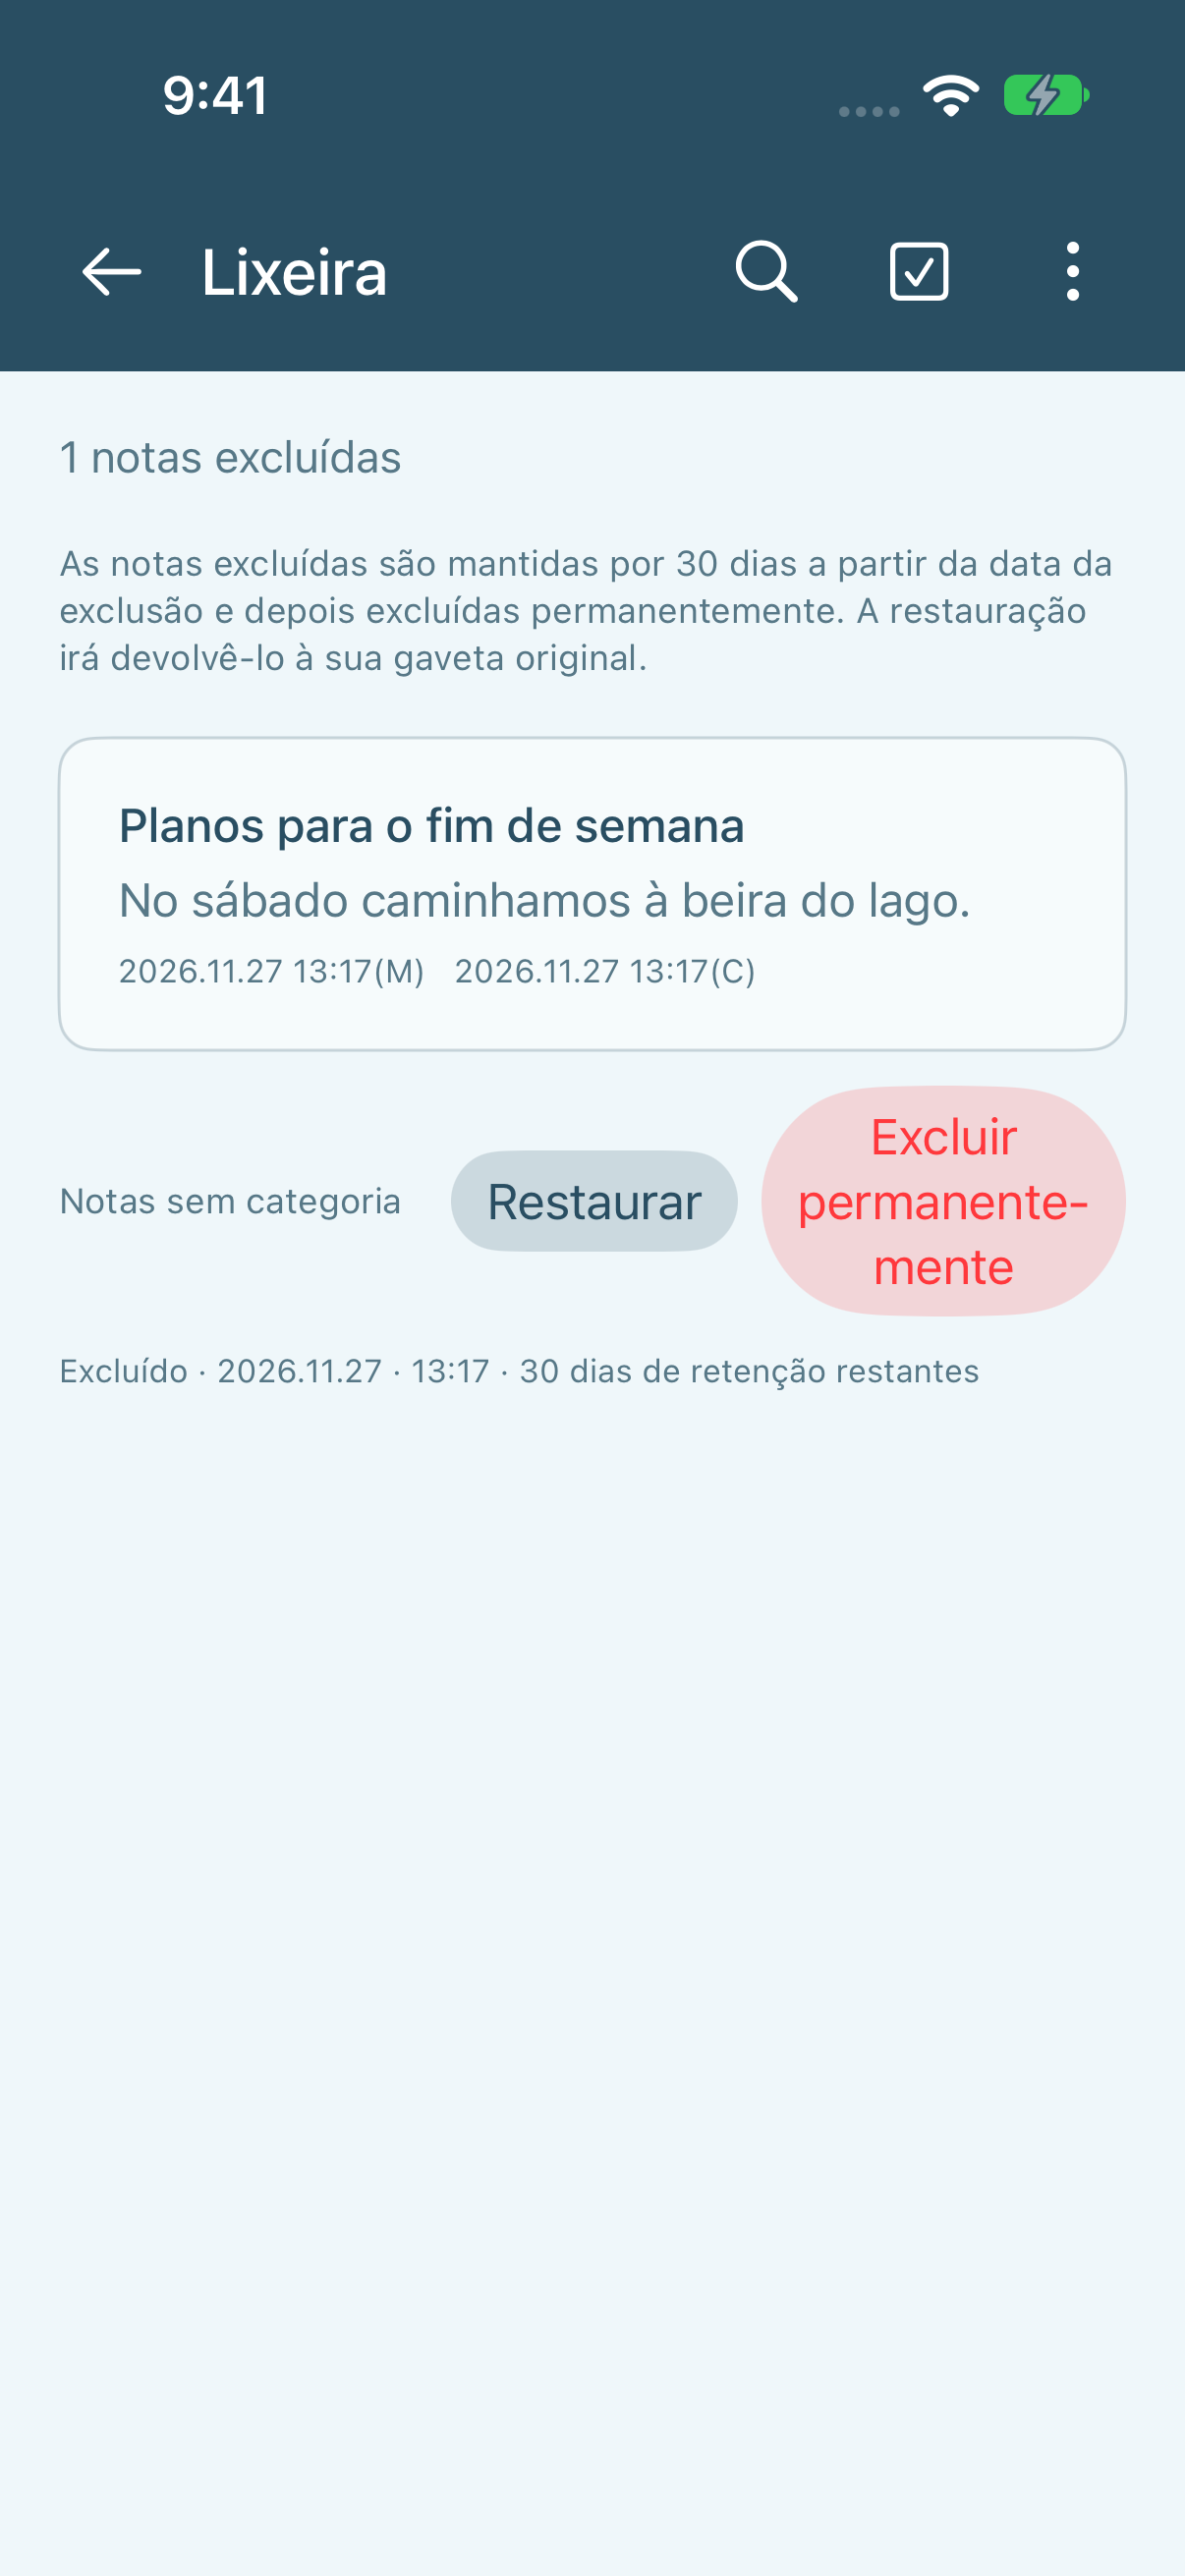 9:41
Lixeira
1 notas excluídas
As notas excluídas são mantidas por 30 dias a partir da data da
exclusão e depois excluídas permanentemente. A restauração
irá devolvê-lo à sua gaveta original.
Planos para o fim de semana
No sábado caminhamos à beira do lago.
2026.11.27 13:17(M) 2026.11.27 13:17(C)
Notas sem categoria
Restaurar
Excluir
permanente-
mente
Excluído · 2026.11.27 · 13:17 · 30 dias de retenção restantes